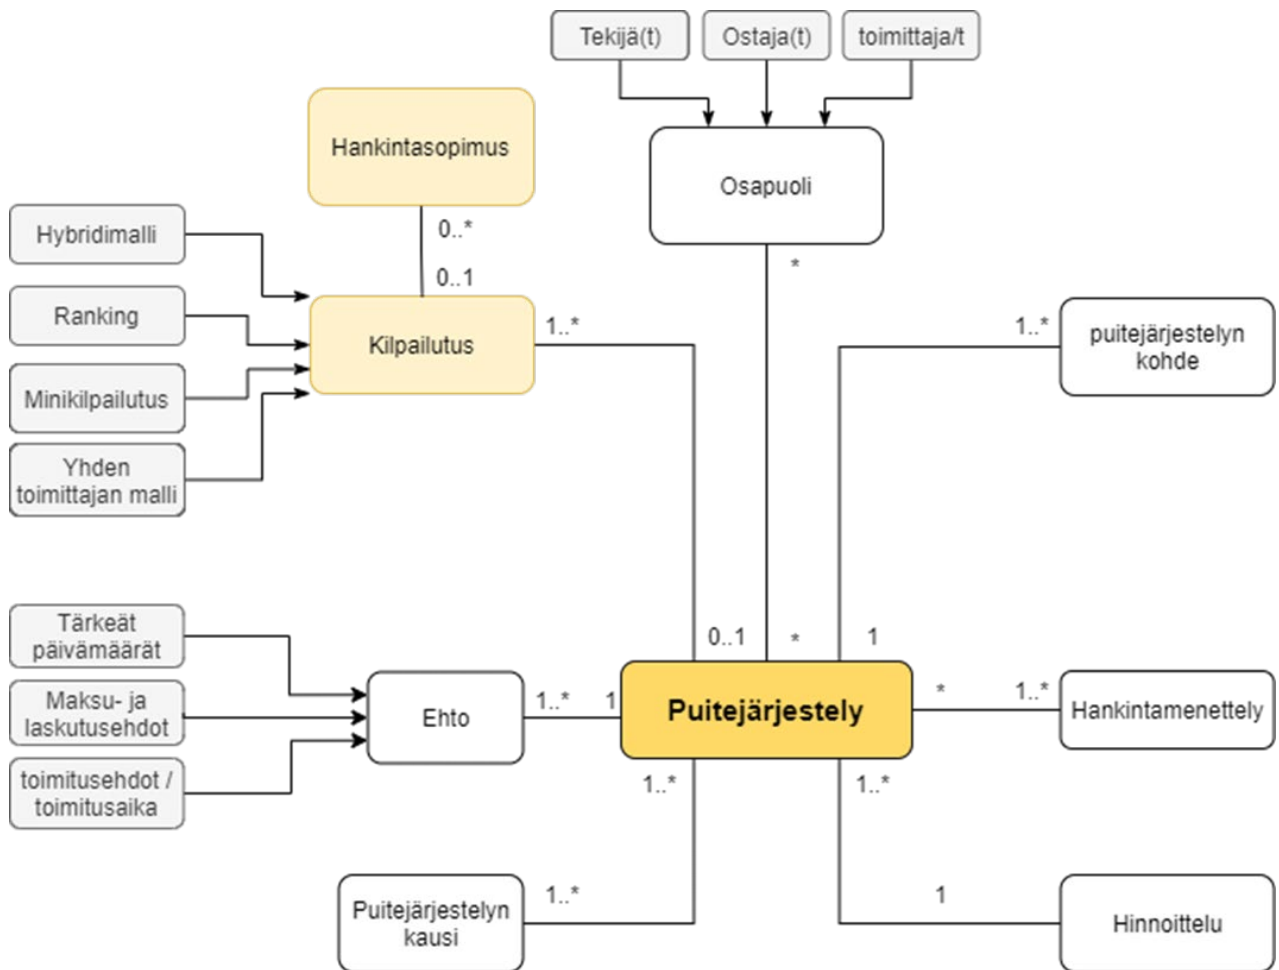 Tekijä(t)
Ostaja(t)
toimittaja/t
Hankintasopimus
Osapuoli
0..*
*
Hybridimalli
0..1
Ranking
Kilpailutus
1..*
1..*
puitejärjestelyn
kohde
Minikilpailutus
Yhden
toimittajan malli
Tärkeät
päivämäärät
0..1
*
1
Maksu- ja
laskutusehdot
Ehto
1..*
1
Puitejärjestely
*
1..*
Hankintamenettely
toimitusehdot /
toimitusaika
1..*
1..*
Puitejärjestelyn
kausi
1..*
1
Hinnoittelu